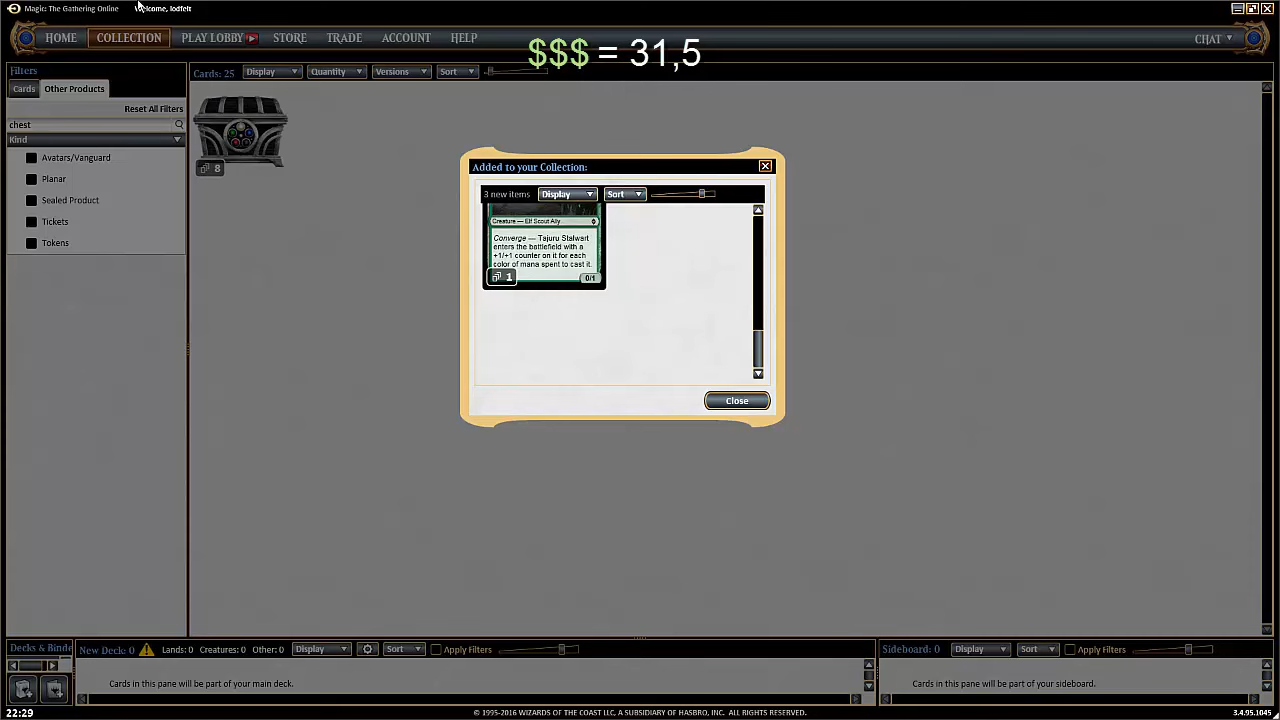 Magic: The Gathering Online
Welcome, lodfelt
HOME
COLLECTION
PLAY LOBBY
STORE
TRADE
ACCOUNT
HELP
CHAT
$$$ = 31,5
Filters
Cards
Other Products
Reset All Filters
chest
Kind
Avatars/Vanguard
Planes
Sealed Product
Tickets
Tokens
Cards: 25
Display
Quantity
Versions
Sort
8
Added to your Collection:
3 new items
Display
Sort
Creature — Elf Scout Ally
Converge — Tajuru Stalwart
enters the battlefield with a
+1/+1 counter on it for each
color of mana spent to cast it.
1
0/1
Close
Decks & Binde
New Deck: 0
Lands: 0
Creatures: 0
Other: 0
Display
Sort
Apply Filters
Cards in this pane will be part of your main deck.
Sideboard: 0
Display
Sort
Apply Filters
Cards in this pane will be part of your sideboard.
22:29
© 1995-2016 WIZARDS OF THE COAST LLC, A SUBSIDIARY OF HASBRO, INC. ALL RIGHTS RESERVED.
3.4.95.1045